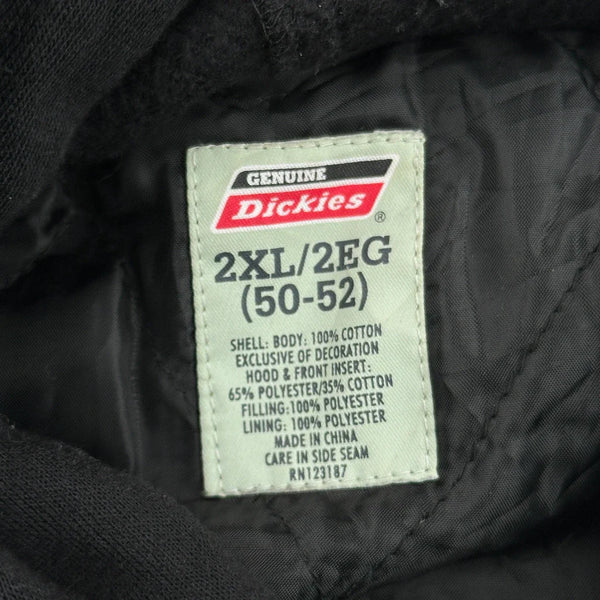 GENUINE
Dickies®
2XL/2EG
(50-52)
SHELL: BODY: 100% COTTON
EXCLUSIVE OF DECORATION
HOOD & FRONT INSERT:
65% POLYESTER/35% COTTON
FILLING:100% POLYESTER
LINING: 100% POLYESTER
MADE IN CHINA
CARE IN SIDE SEAM
RN123187